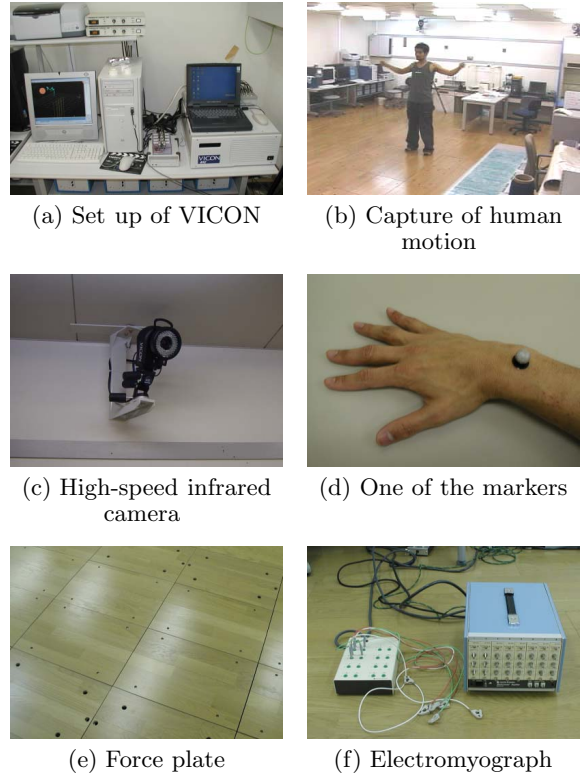 VICON
(a) Set up of VICON
(b) Capture of human
motion
(c) High-speed infrared
camera
(d) One of the markers
(e) Force plate
(f) Electromyograph